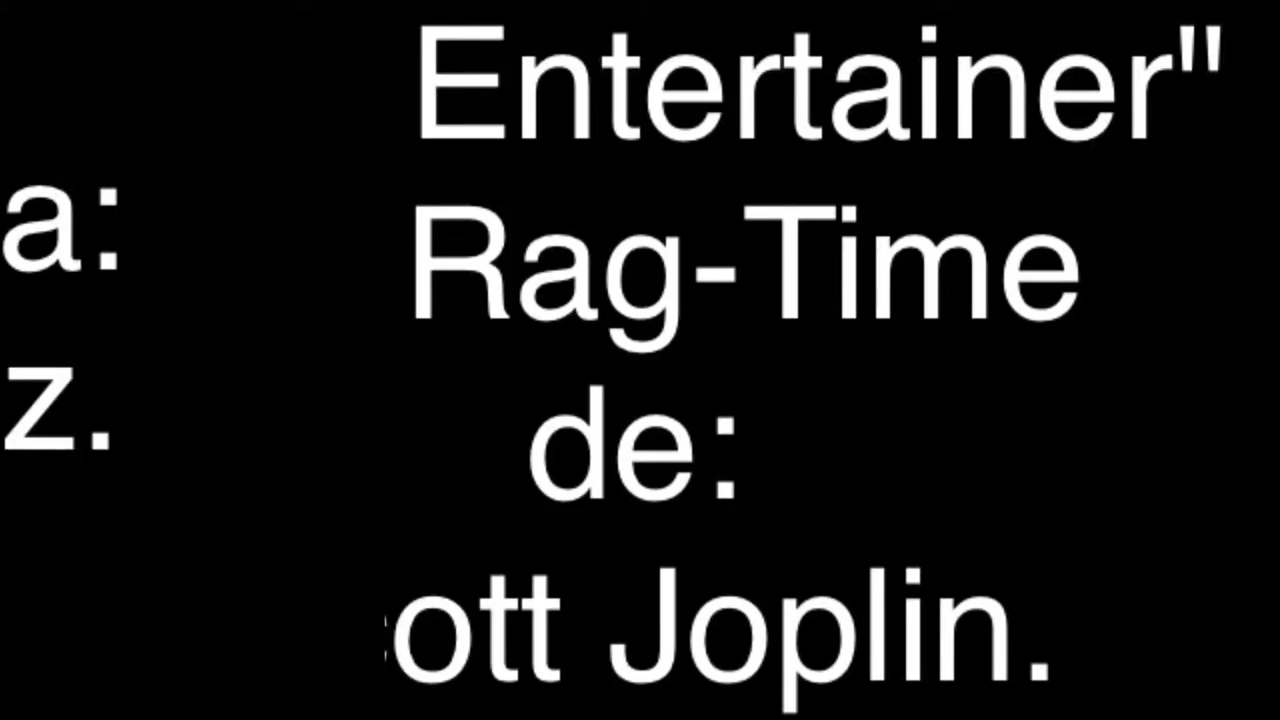 Entertainer"
a:
Rag-Time
z.
de:
ott Joplin.